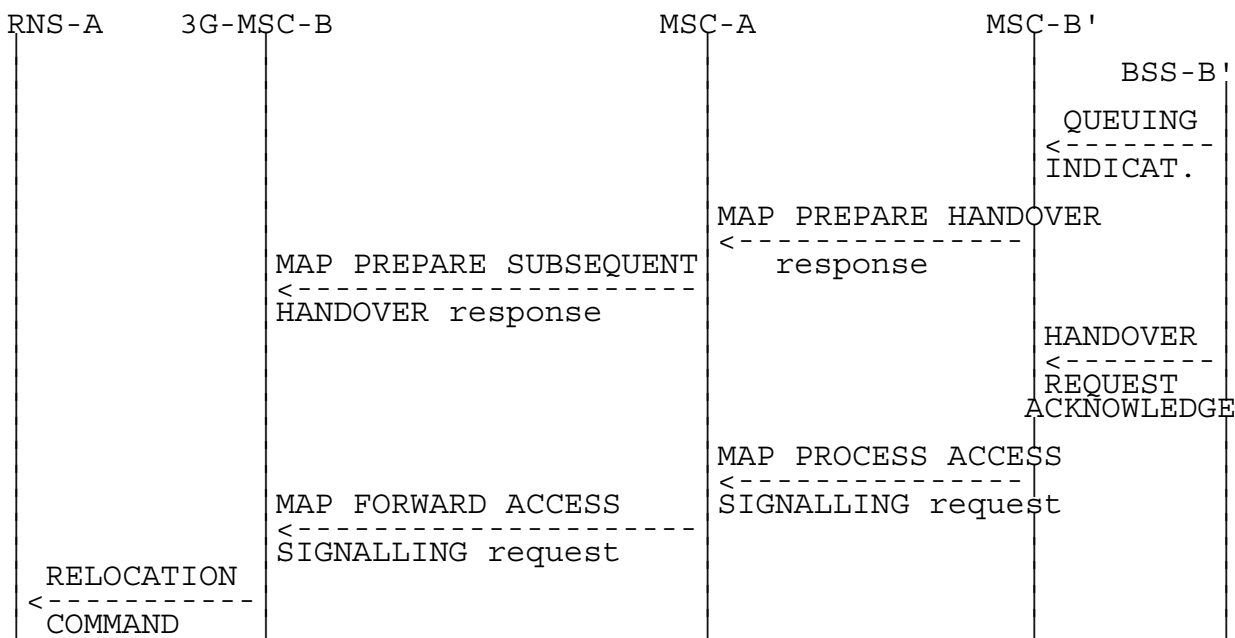 RNS-A 3G-MSC-B MSC-A MSC-B'
BSS-B'
QUEUING
INDICAT.
MAP PREPARE HANDOVER
response
MAP PREPARE SUBSEQUENT
HANDOVER response
HANDOVER
REQUEST
ACKNOWLEDGE
MAP PROCESS ACCESS
SIGNALLING request
MAP FORWARD ACCESS
SIGNALLING request
RELOCATION
COMMAND